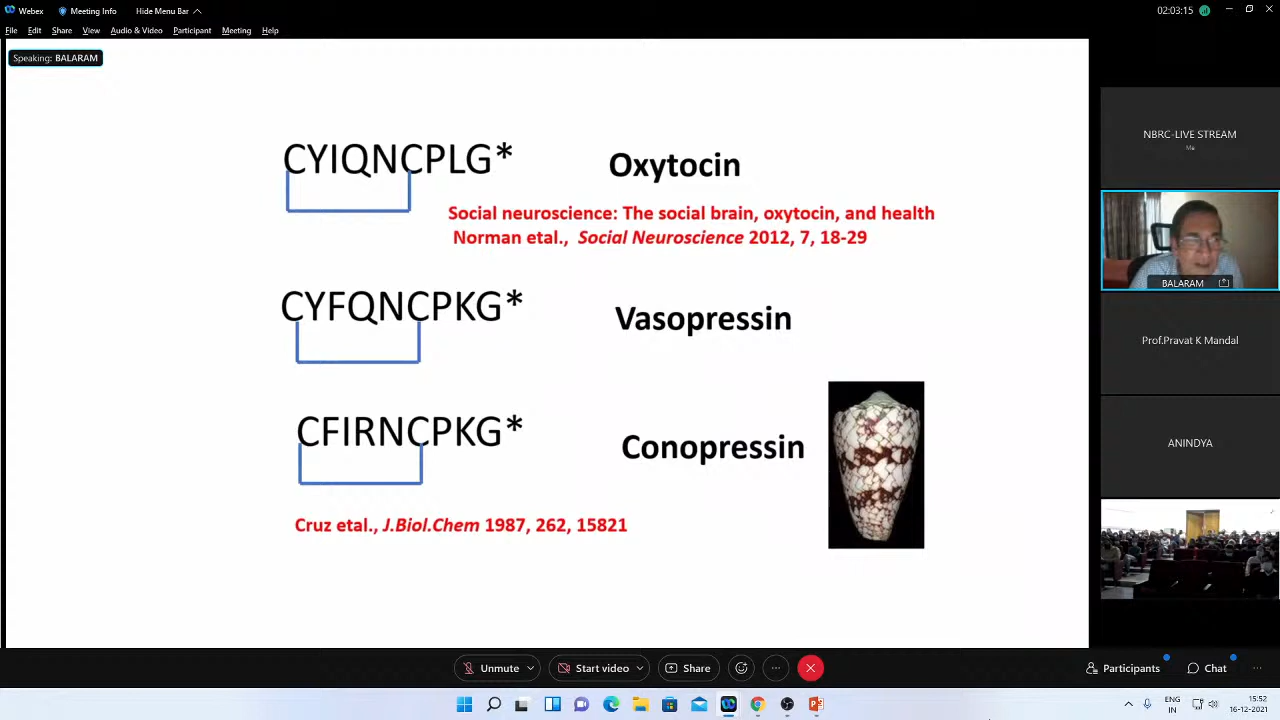 Webex
Meeting Info
Hide Menu Bar
02:03:15
File Edit Share View Audio & Video Participant Meeting Help
Speaking: BALARAM
CYIQNCPLG*
Oxytocin
Social neuroscience: The social brain, oxytocin, and health
Norman etal., Social Neuroscience 2012, 7, 18-29
CYFQNCPKG*
Vasopressin
CFIRNCPKG*
Conopressin
Cruz etal., J.Biol.Chem 1987, 262, 15821
NBRC-LIVE STREAM
Me
BALARAM
Prof.Pravat K Mandal
ANINDYA
Unmute
Start video
Share
Participants
Chat
ENG
IN
15:52
16-12-2021